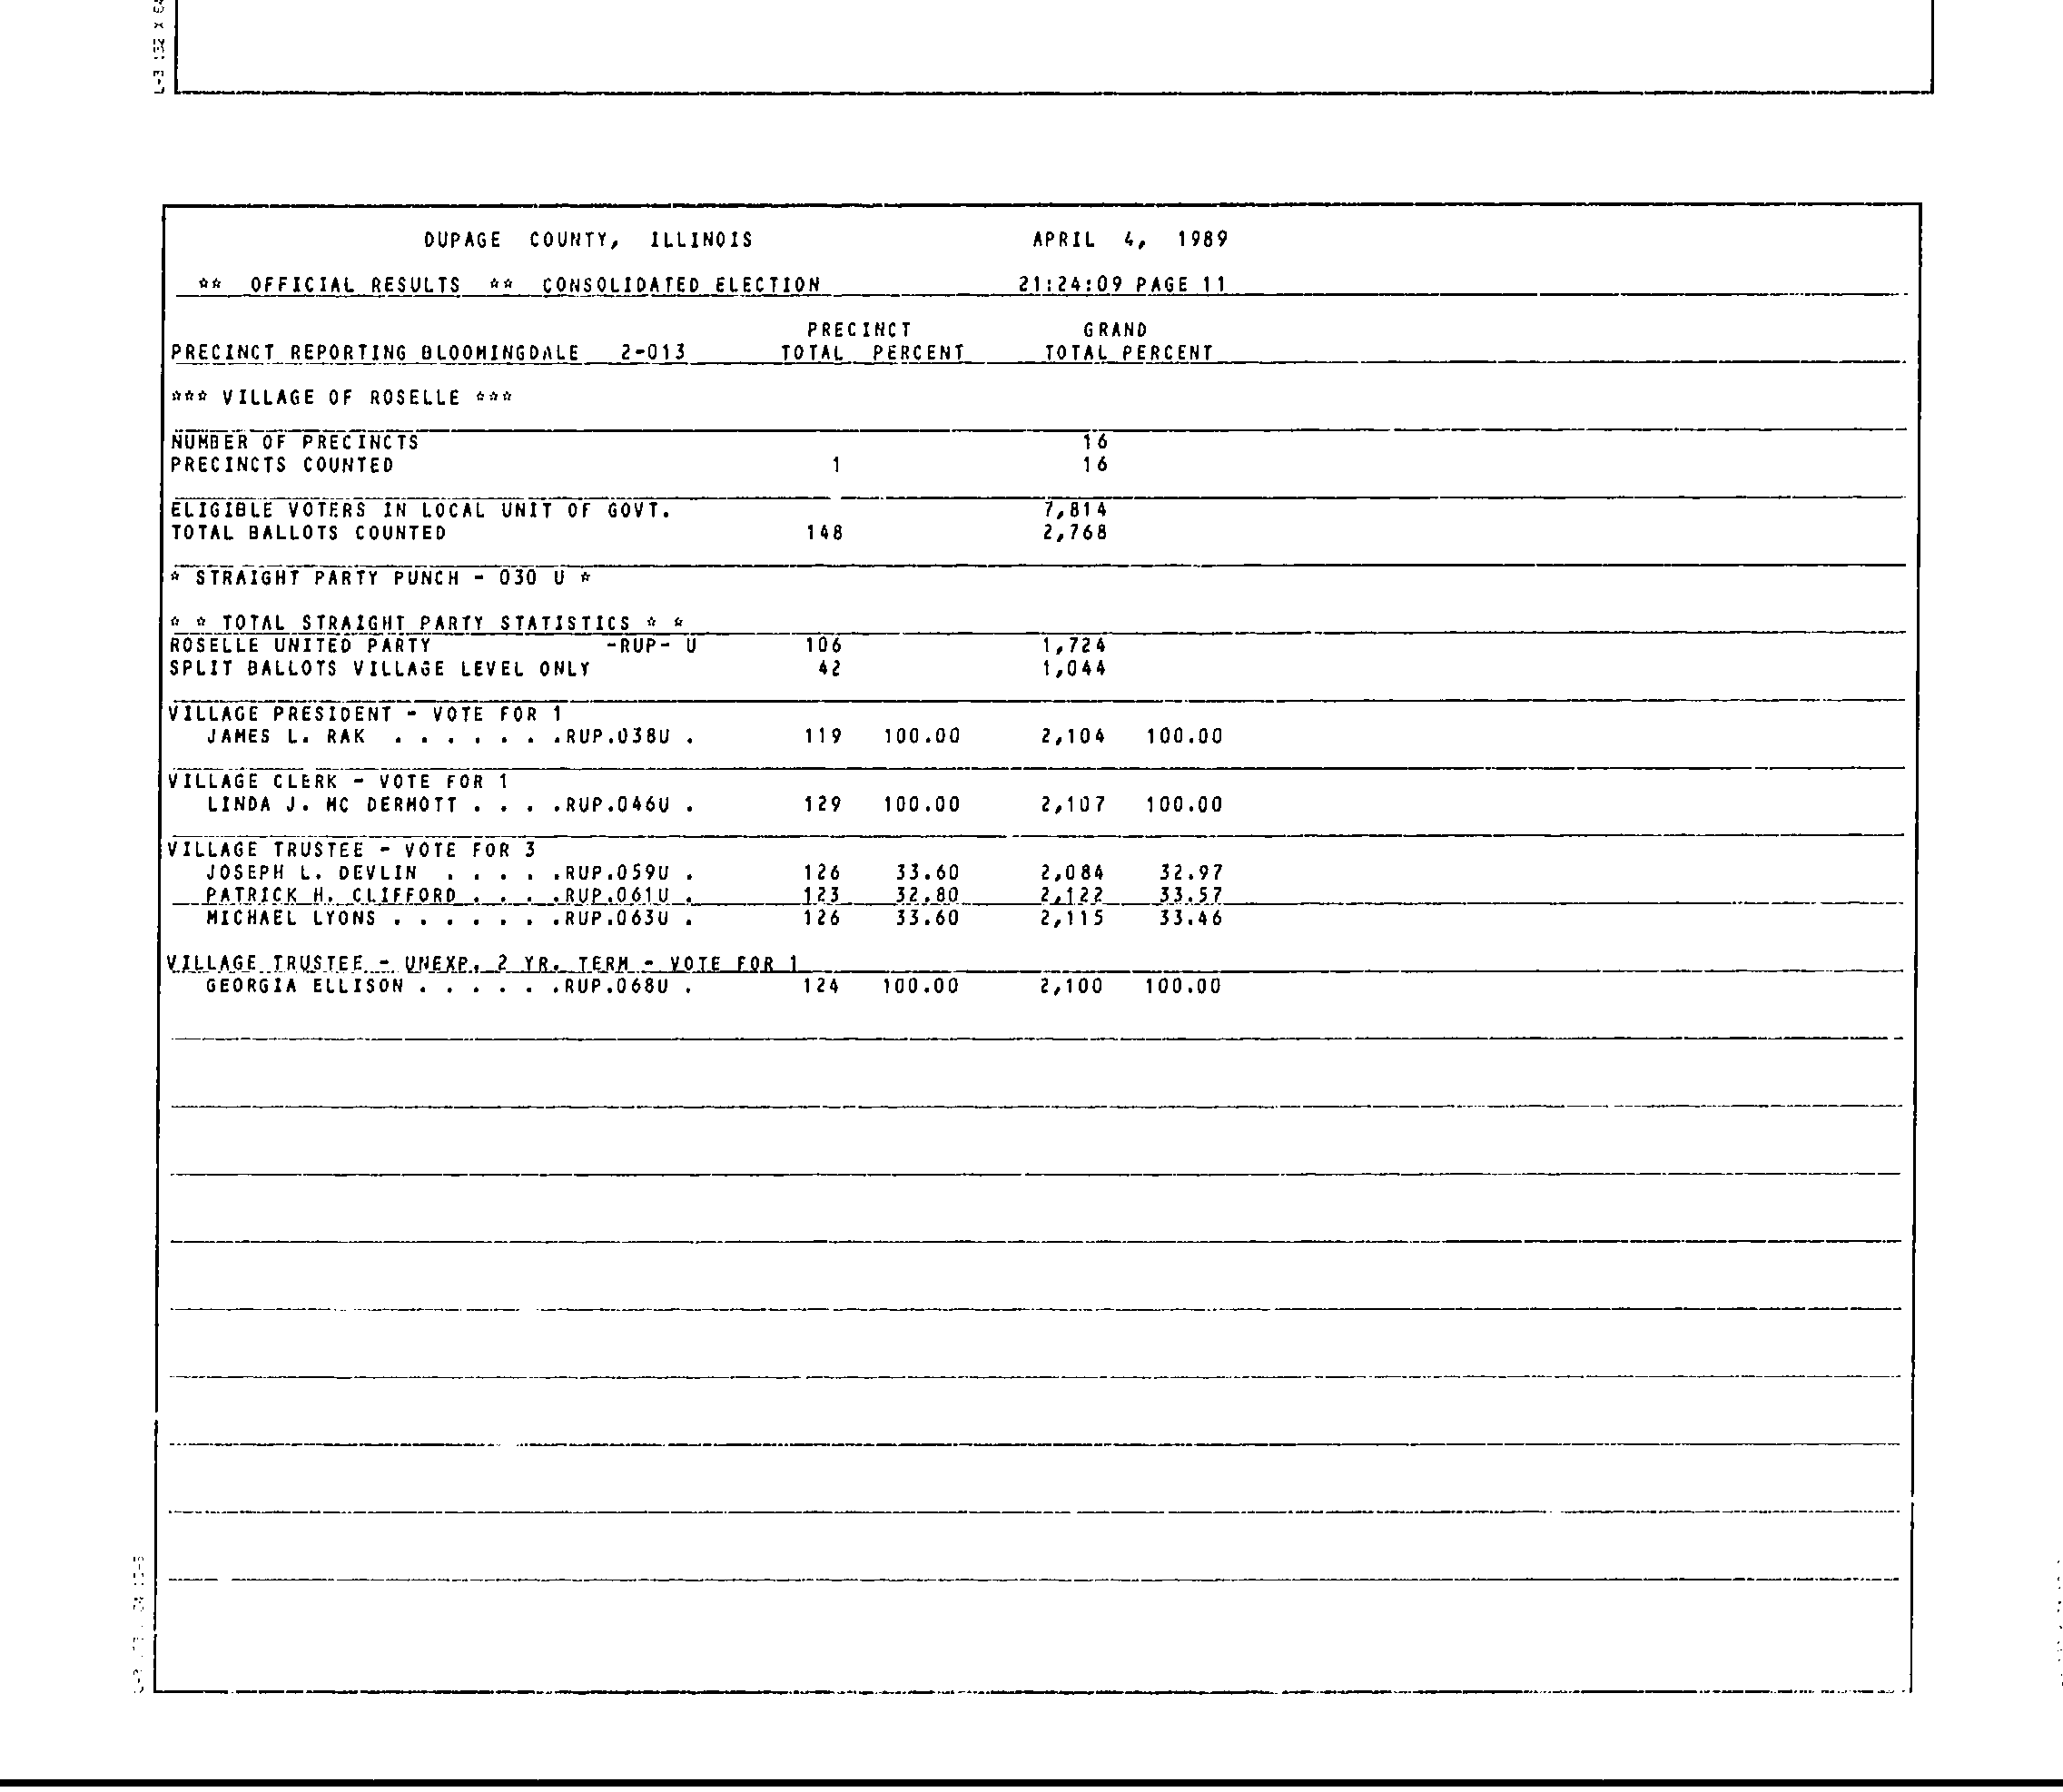 DUPAGE COUNTY, ILLINOIS APRIL 4, 1989
** OFFICIAL RESULTS ** CONSOLIDATED ELECTION 21:24:09 PAGE 11
PRECINCT GRAND
PRECINCT REPORTING BLOOMINGDALE 2-013 TOTAL PERCENT TOTAL PERCENT
*** VILLAGE OF ROSELLE ***
NUMBER OF PRECINCTS 16
PRECINCTS COUNTED 1 16
ELIGIBLE VOTERS IN LOCAL UNIT OF GOVT. 7,814
TOTAL BALLOTS COUNTED 148 2,768
* STRAIGHT PARTY PUNCH - 030 U *
* * TOTAL STRAIGHT PARTY STATISTICS * *
ROSELLE UNITED PARTY -RUP- U 106 1,724
SPLIT BALLOTS VILLAGE LEVEL ONLY 42 1,044
VILLAGE PRESIDENT - VOTE FOR 1
JAMES L. RAK . . . . . . .RUP.038U . 119 100.00 2,104 100.00
VILLAGE CLERK - VOTE FOR 1
LINDA J. MC DERMOTT . . . .RUP.046U . 129 100.00 2,107 100.00
VILLAGE TRUSTEE - VOTE FOR 3
JOSEPH L. DEVLIN . . . . .RUP.059U . 126 33.60 2,084 32.97
PATRICK H. CLIFFORD . . . .RUP.061U . 123 32.80 2,122 33.57
MICHAEL LYONS . . . . . . .RUP.063U . 126 33.60 2,115 33.46
VILLAGE TRUSTEE - UNEXP. 2 YR. TERM - VOTE FOR 1
GEORGIA ELLISON . . . . . .RUP.068U . 124 100.00 2,100 100.00